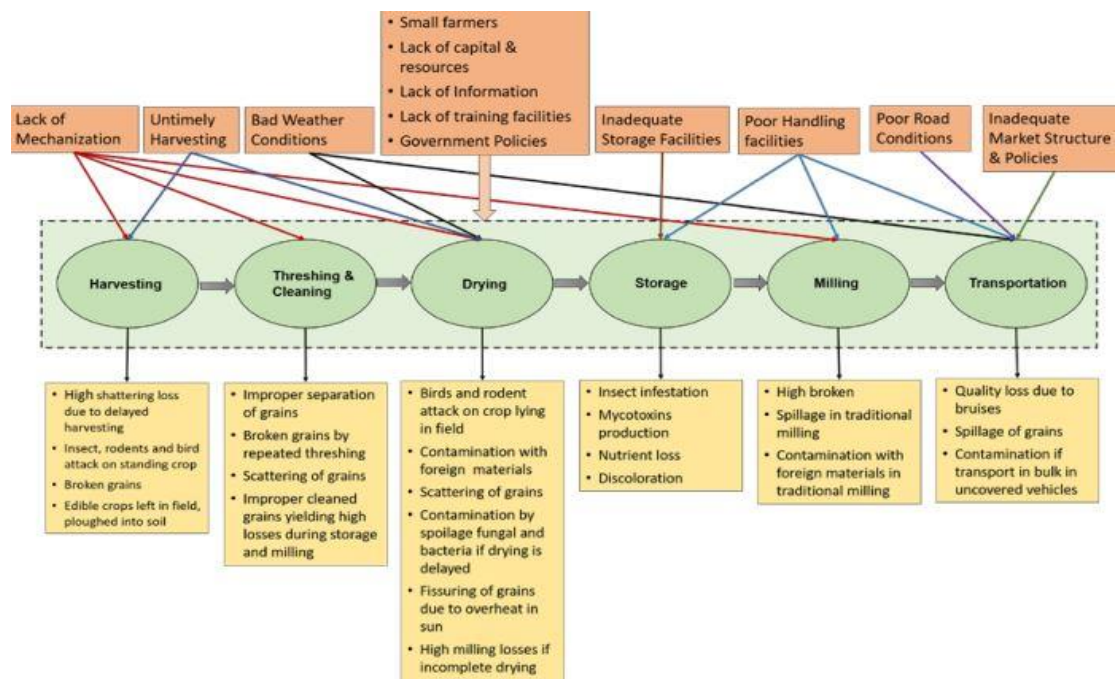 • Small farmers
• Lack of capital &
resources
• Lack of Information
• Lack of training facilities
• Government Policies
Lack of
Mechanization
Untimely
Harvesting
Bad Weather
Conditions
Inadequate
Storage Facilities
Poor Handling
facilities
Poor Road
Conditions
Inadequate
Market Structure
& Policies
Harvesting
Threshing &
Cleaning
Drying
Storage
Milling
Transportation
• High shattering loss
due to delayed
harvesting
• Insect, rodents and bird
attack on standing crop
• Broken grains
• Edible crops left in field,
ploughed into soil
• Improper separation
of grains
• Broken grains by
repeated threshing
• Scattering of grains
• Improper cleaned
grains yielding high
losses during storage
and milling
• Birds and rodent
attack on crop lying
in field
• Contamination with
foreign materials
• Scattering of grains
• Contamination by
spoilage fungal and
bacteria if drying is
delayed
• Fissuring of grains
due to overheat in
sun
• High milling losses if
incomplete drying
• Insect infestation
• Mycotoxins
production
• Nutrient loss
• Discoloration
• High broken
• Spillage in traditional
milling
• Contamination with
foreign materials in
traditional milling
• Quality loss due to
bruises
• Spillage of grains
• Contamination if
transport in bulk in
uncovered vehicles